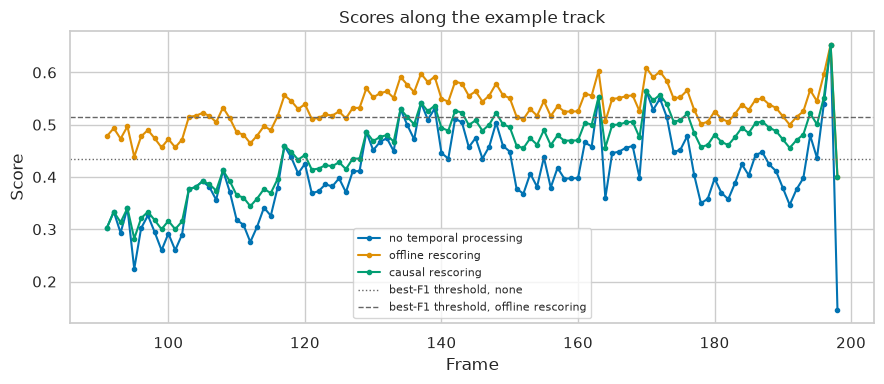 Scores along the example track
Score
0.6
0.5
0.4
0.3
0.2
no temporal processing
offline rescoring
causal rescoring
best-F1 threshold, none
best-F1 threshold, offline rescoring
100
120
140
160
180
200
Frame